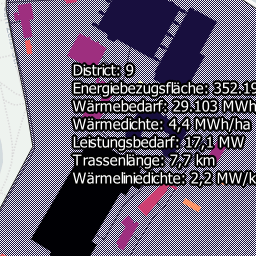 District: 9
Energiebezugsfläche: 352.19
Wärmebedarf: 29.103 MWh
Wärmedichte: 4,4 MWh/ha
Leistungsbedarf: 17,1 MW
Trassenlänge: 7,7 km
Wärmeliniedichte: 2,2 MW/k